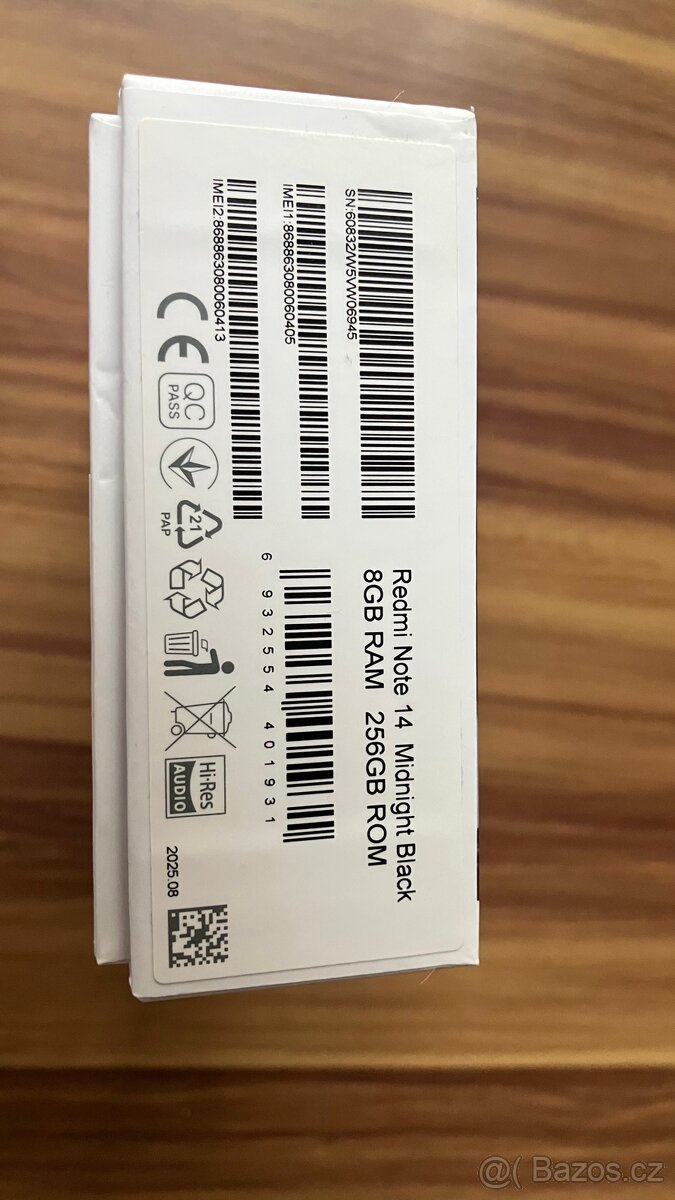 SN:60832/W5VW06945
IMEI1:868863080060405
IMEI2:868863080060413
Redmi Note 14 Midnight Black
8GB RAM 256GB ROM
6 932554 401931
CE
QC
PASS
21
PAP
Hi-Res
AUDIO
2025.08
@( Bazos.cz